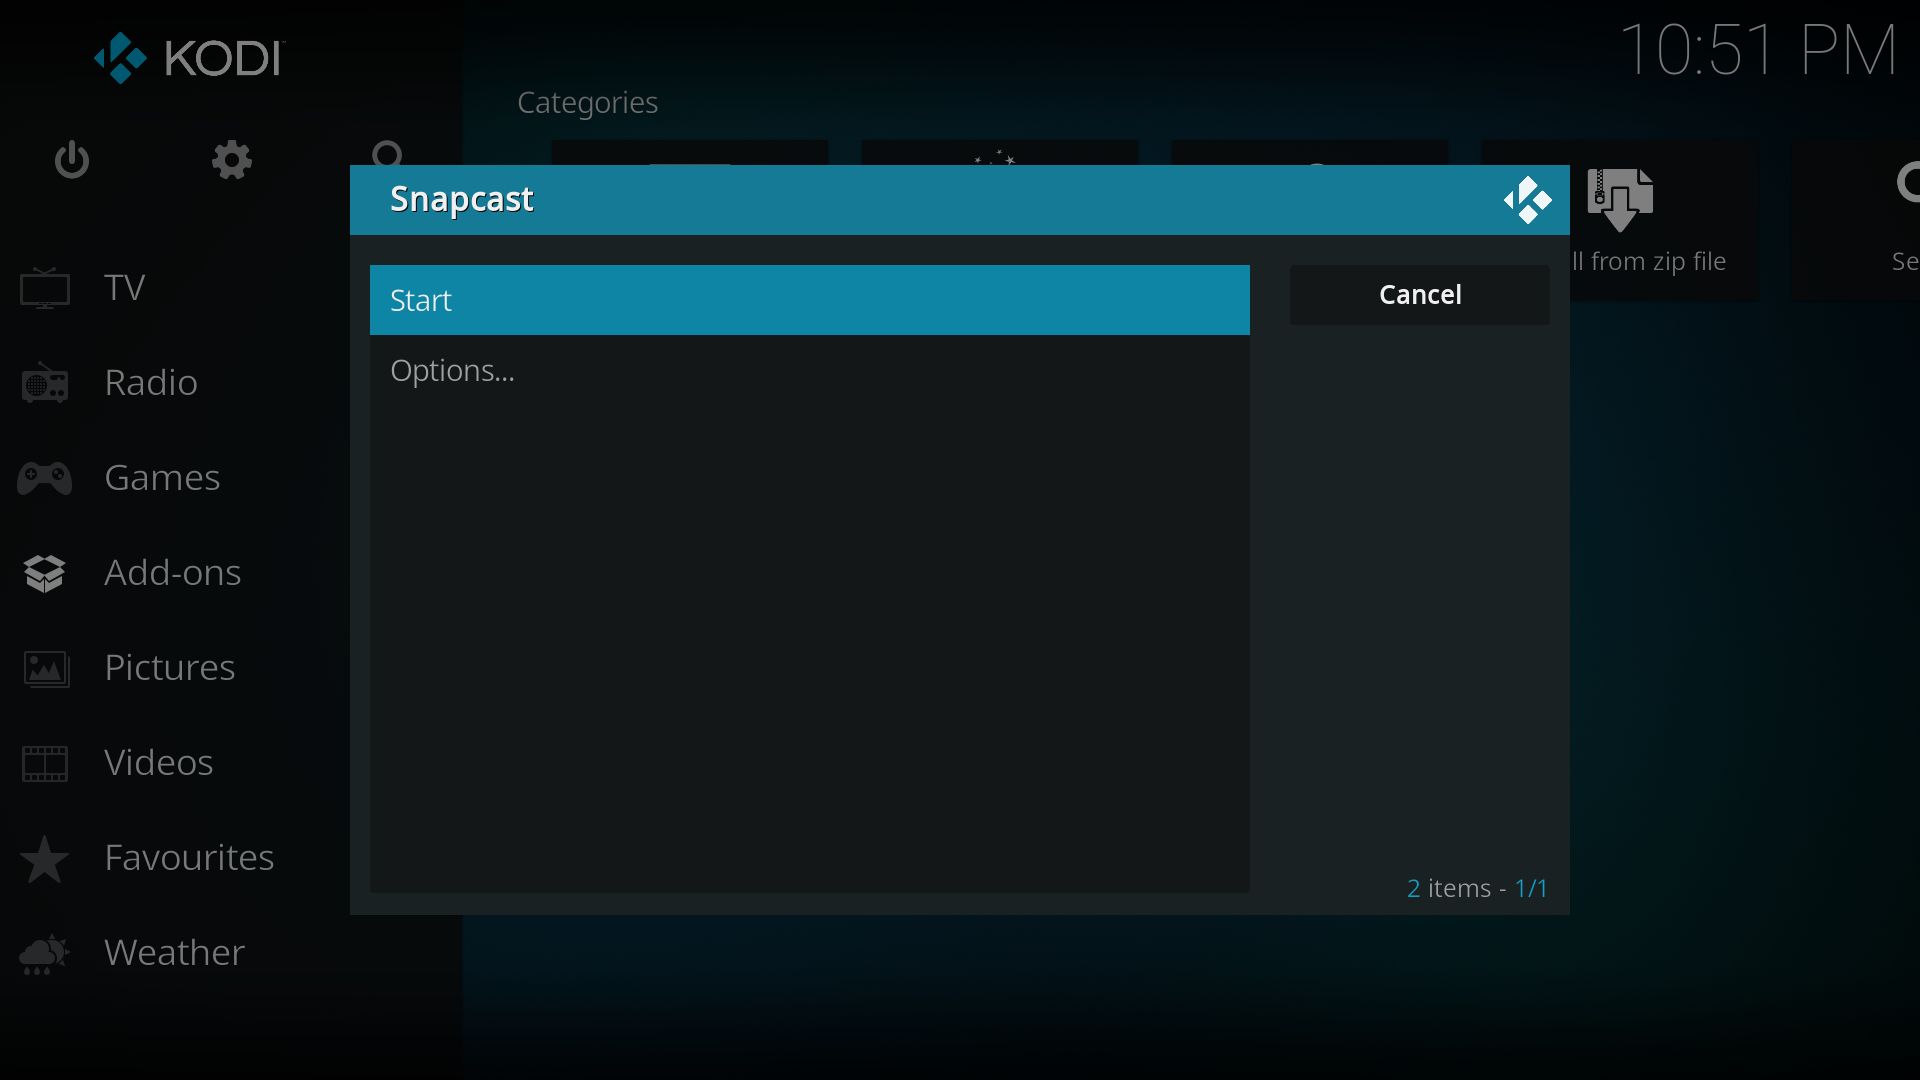 KODI
10:51 PM
Categories
Snapcast
Start
Options...
Cancel
2 items - 1/1
ll from zip file
Se
TV
Radio
Games
Add-ons
Pictures
Videos
Favourites
Weather